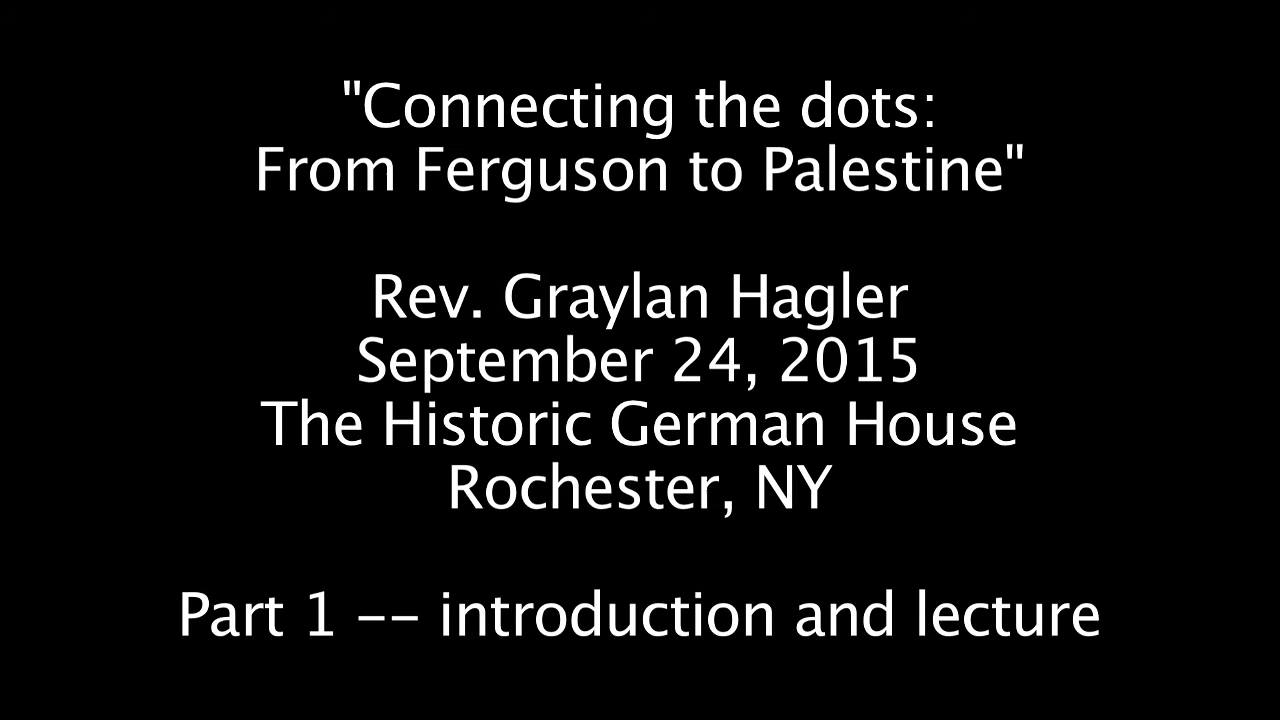 "Connecting the dots:
From Ferguson to Palestine"
Rev. Graylan Hagler
September 24, 2015
The Historic German House
Rochester, NY
Part 1 -- introduction and lecture